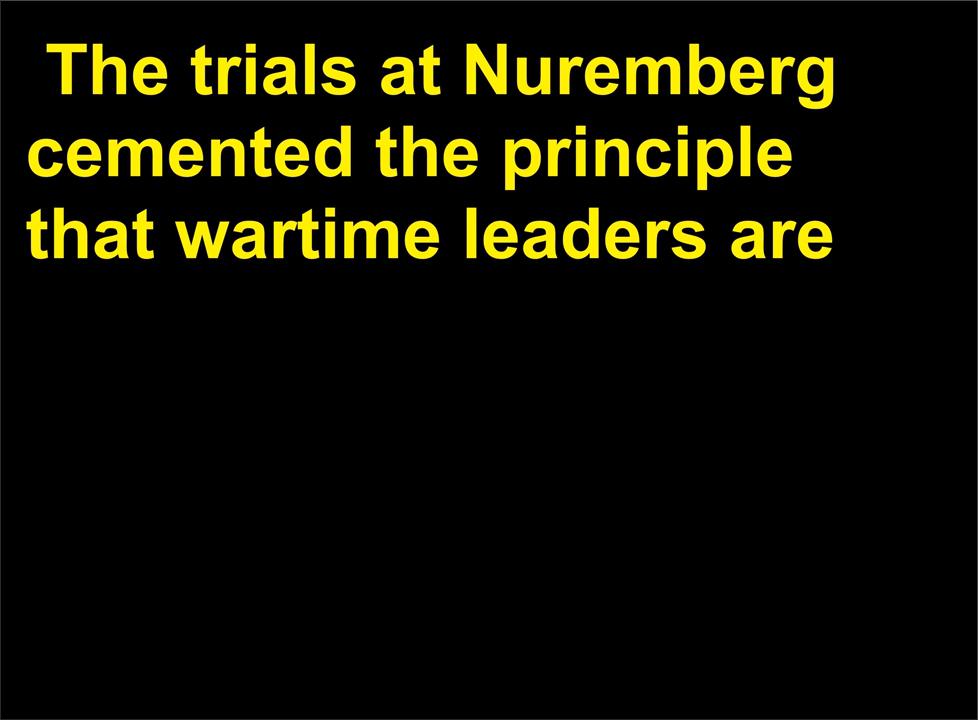 The trials at Nuremberg
cemented the principle
that wartime leaders are